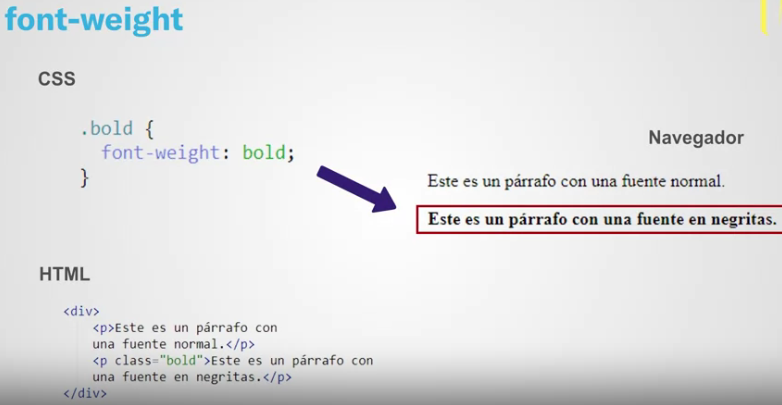 font-weight
CSS
.bold {
font-weight: bold;
}
Navegador
Este es un párrafo con una fuente normal.
Este es un párrafo con una fuente en negritas.
HTML
<div>
<p>Este es un párrafo con
una fuente normal.</p>
<p class="bold">Este es un párrafo con
una fuente en negritas.</p>
</div>